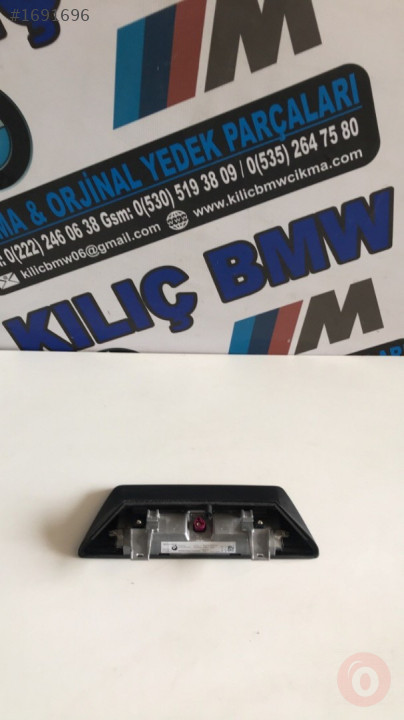 #1691696
KILIÇ
M
MA & ORJİNAL YEDEK PARÇALARI
0(222) 246 06 38 Gsm: 0(530) 519 38 09 / 0(535) 264 75 80
kilicbmw06@gmail.com www.kilicbmwcikma.com
KILIÇ BMW
M